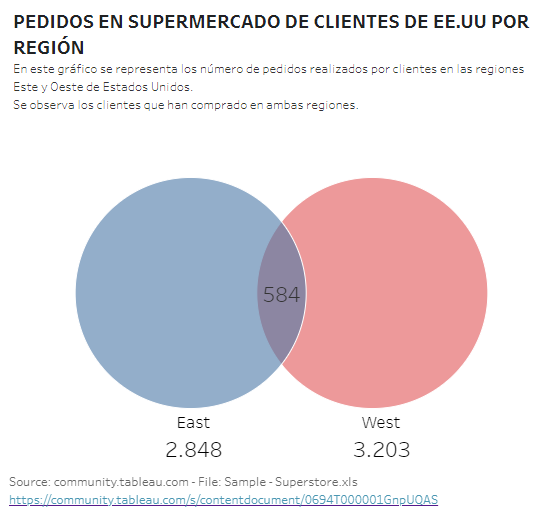 PEDIDOS EN SUPERMERCADO DE CLIENTES DE EE.UU POR
REGIÓN
En este gráfico se representa los número de pedidos realizados por clientes en las regiones
Este y Oeste de Estados Unidos.
Se observa los clientes que han comprado en ambas regiones.
584
East
West
2.848
3.203
Source: community.tableau.com - File: Sample - Superstore.xls
https://community.tableau.com/s/contentdocument/0694T000001GnpUQAS